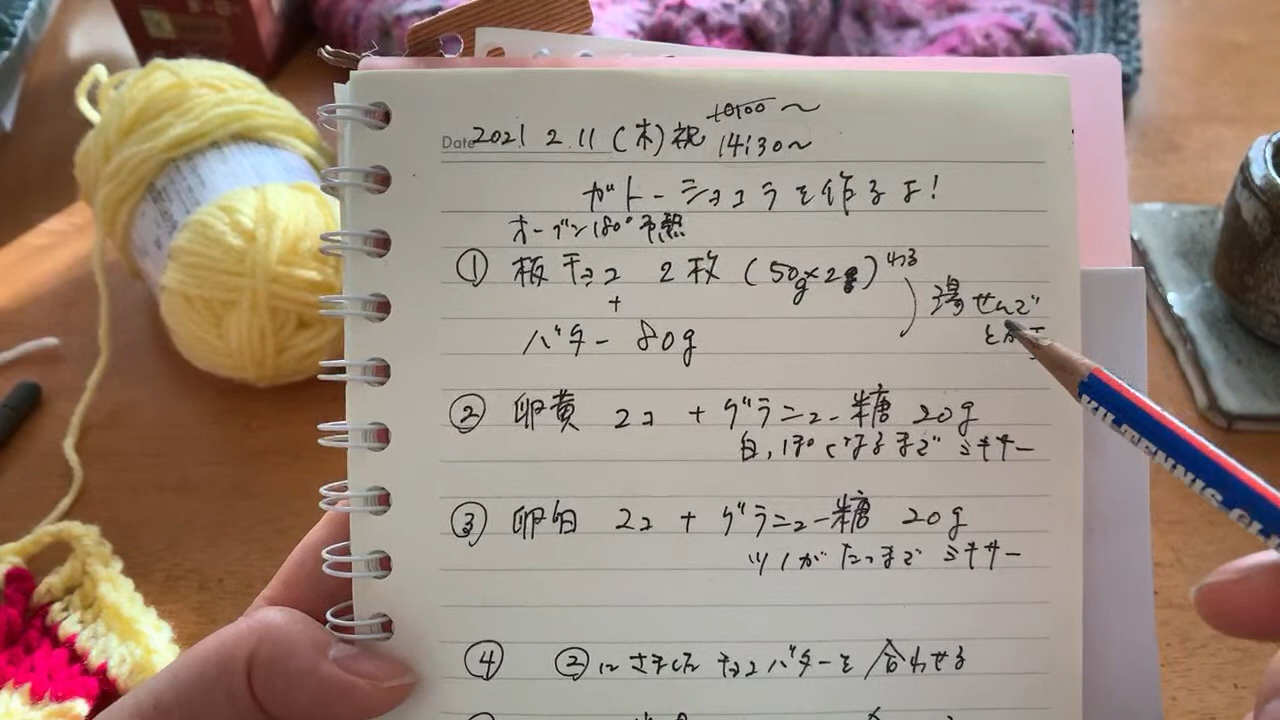 10:00〜
Date 2021 2.11 (木) 祝 14:30〜
ガトーショコラを作るよ!
オーブン180°予熱
① 板チョコ 2枚 (50g×2) わる
湯せんで
+
とかす
バター 80g
② 卵黄 2コ + グラニュー糖 20g
白っぽくなるまで ミキサー
③ 卵白 2コ + グラニュー糖 20g
ツノがたつまで ミキサー
④ ②にさました チョコバターを 合わせる